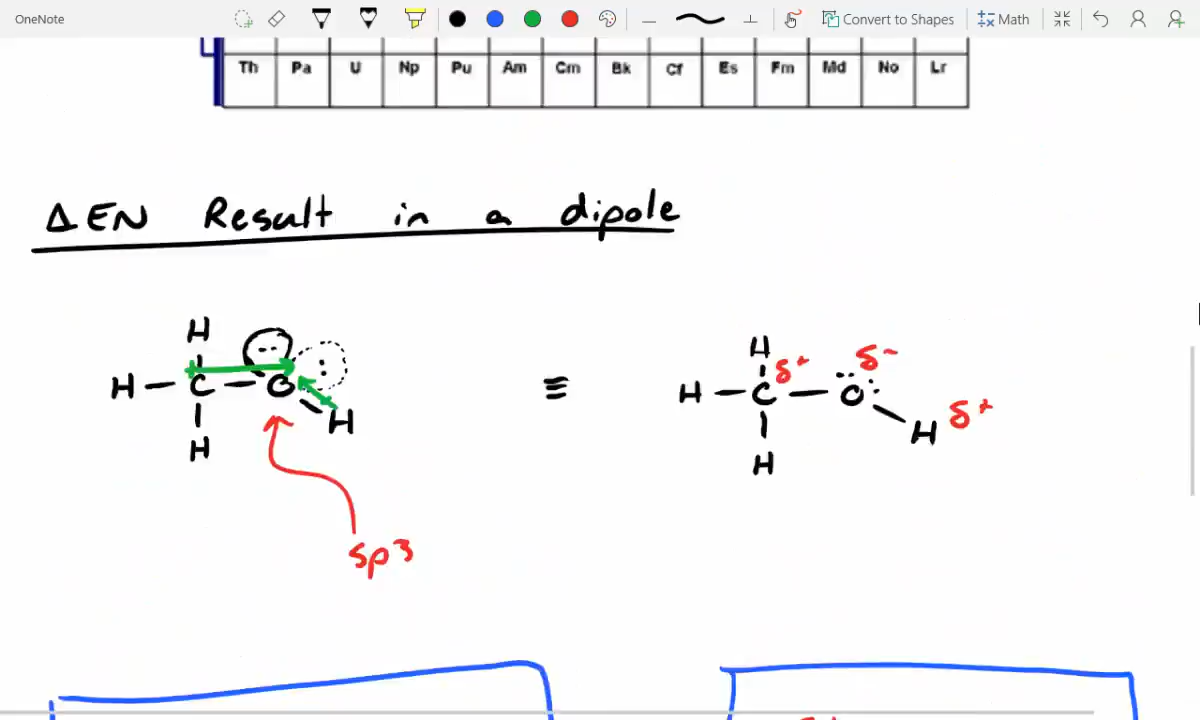 OneNote
Convert to Shapes
Math
Th Pa U Np Pu Am Cm Bk Cf Es Fm Md No Lr
Δ EN Result in a dipole
H
H — C — O
H
H
sp3
≡
H
H — C — O
δ+
δ-
H δ+
H